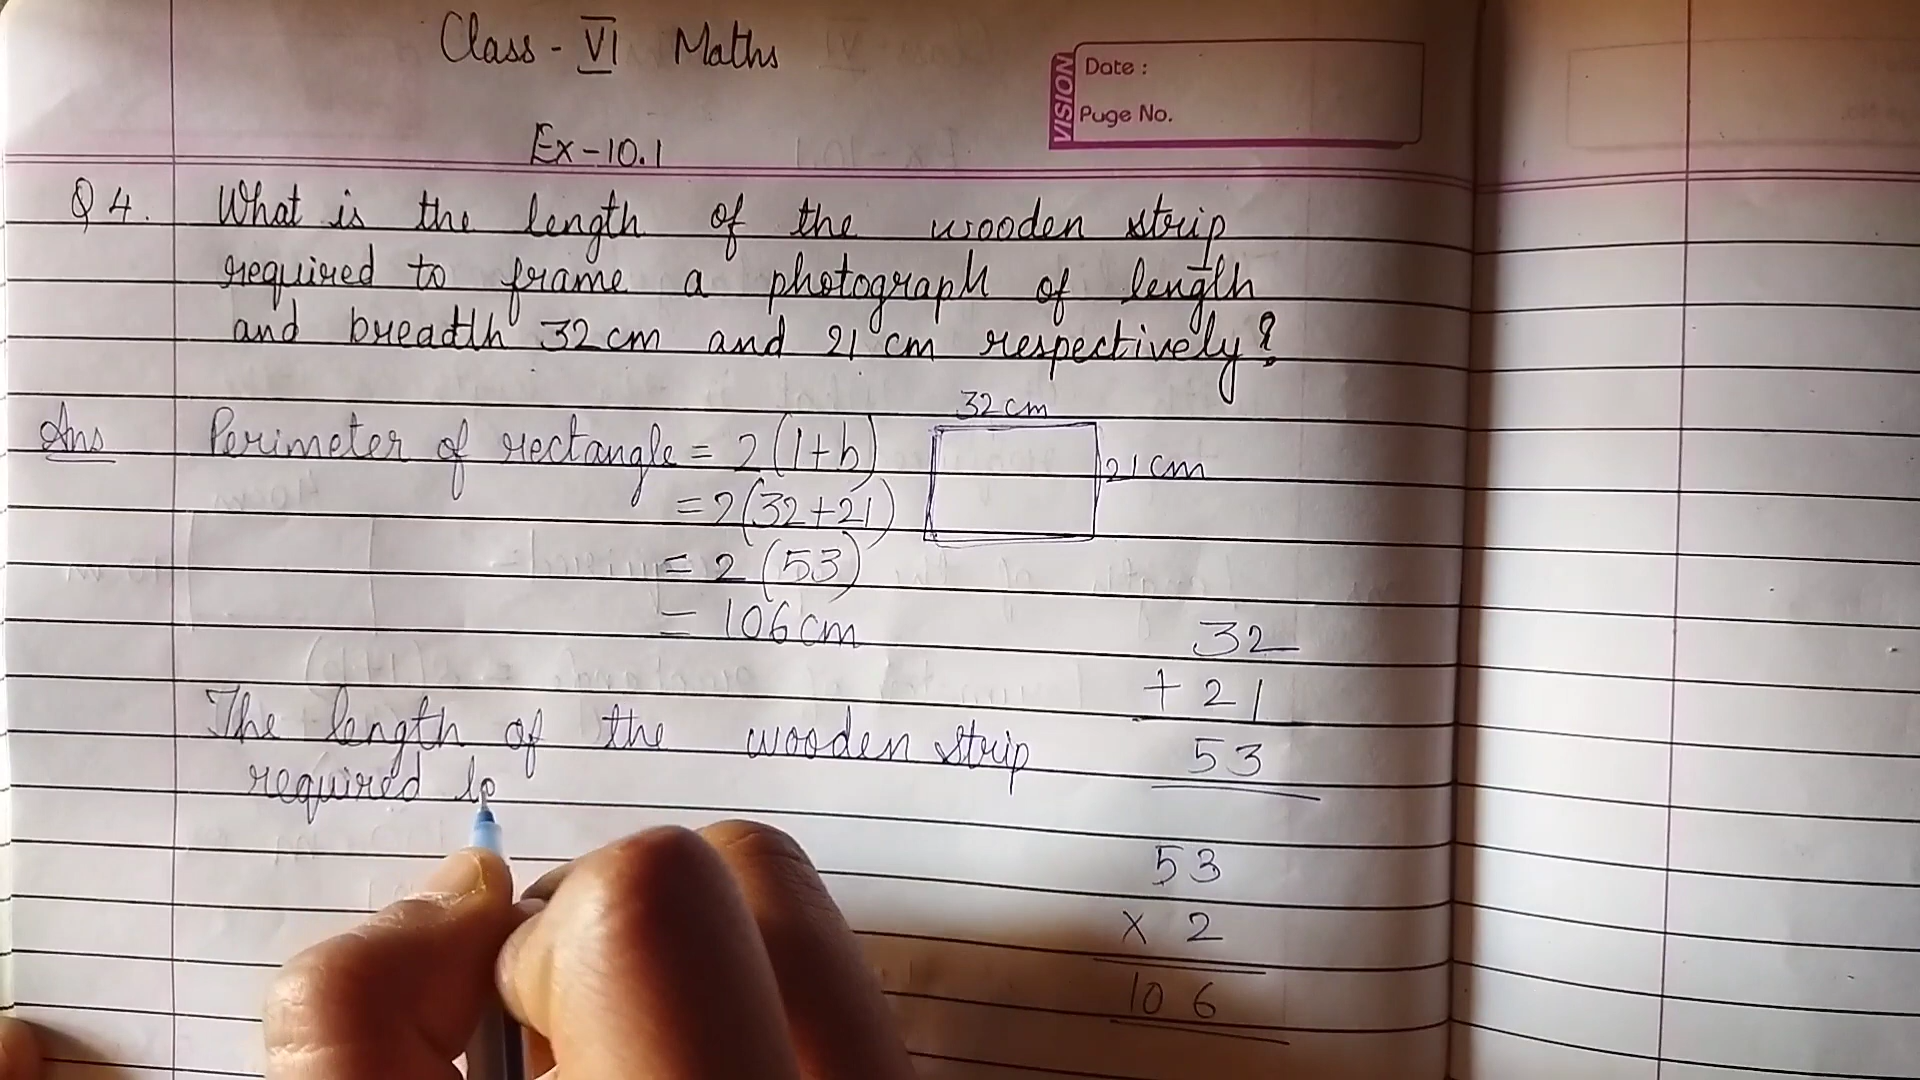 Class - VI Maths
VISION
Date :
Puge No.
Ex-10.1
Q 4. What is the length of the wooden strip
required to frame a photograph of length
and breadth 32 cm and 21 cm respectively?
32 cm
Ans Perimeter of rectangle = 2(l+b)
21 cm
= 2(32+21)
= 2(53)
= 106 cm
32
+ 21
53
The length of the wooden strip
required to
53
x 2
106